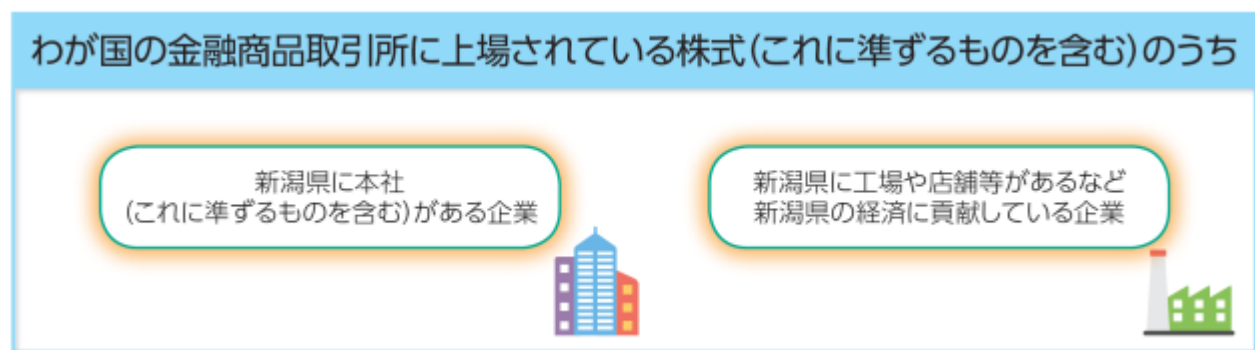 わが国の金融商品取引所に上場されている株式(これに準ずるものを含む)のうち
新潟県に本社
(これに準ずるものを含む)がある企業
新潟県に工場や店舗等があるなど
新潟県の経済に貢献している企業